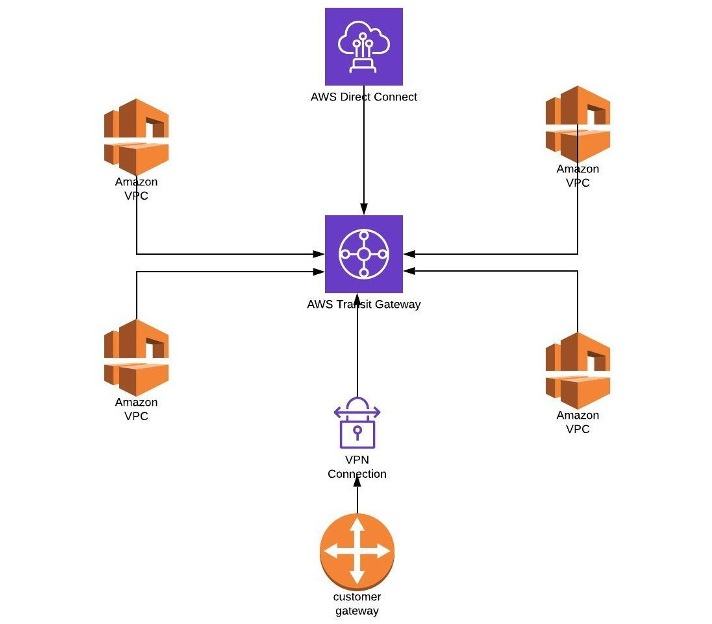 AWS Direct Connect
Amazon
VPC
Amazon
VPC
AWS Transit Gateway
Amazon
VPC
Amazon
VPC
VPN
Connection
customer
gateway